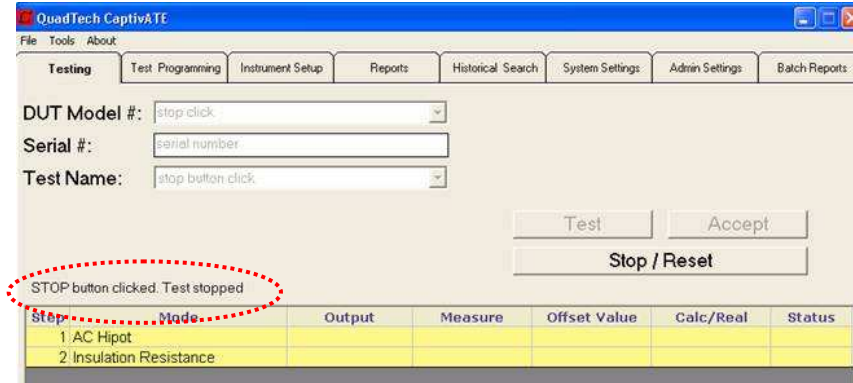 QuadTech CaptivATE
File Tools About
Testing Test Programming Instrument Setup Reports Historical Search System Settings Admin Settings Batch Reports
DUT Model #: stop click
Serial #: serial number
Test Name: stop button click
Test Accept
Stop / Reset
STOP button clicked. Test stopped
Step Mode Output Measure Offset Value Calc/Real Status
1 AC Hipot
2 Insulation Resistance